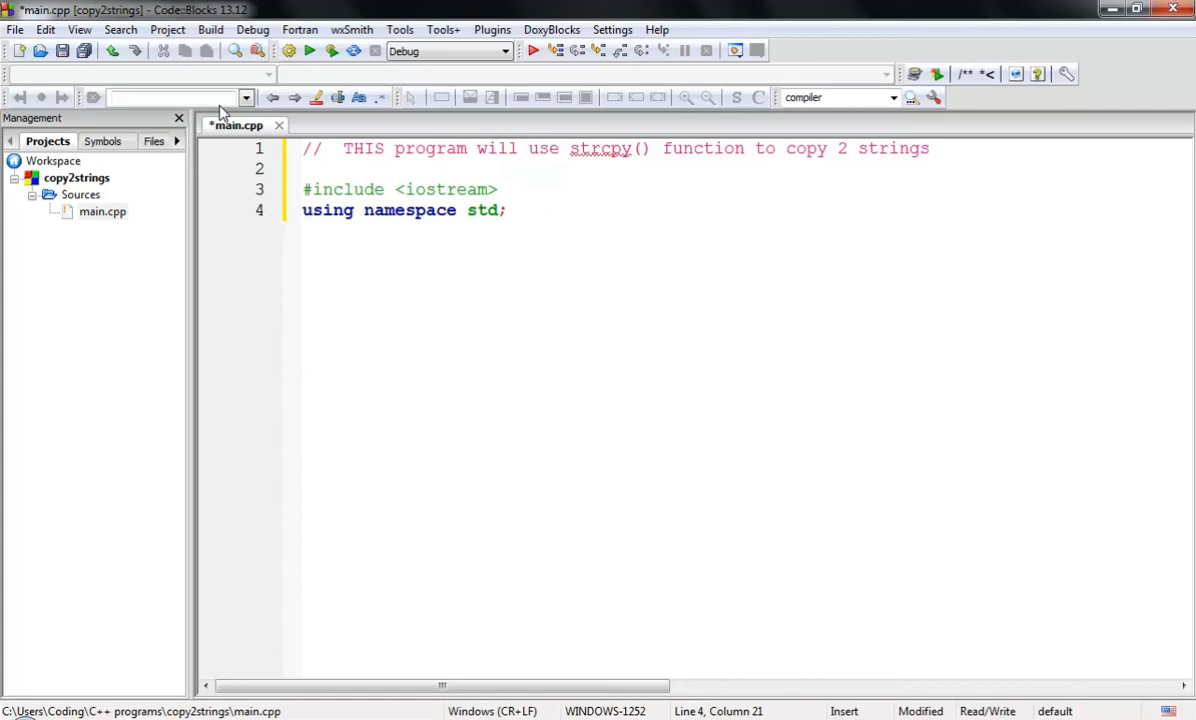 *main.cpp [copy2strings] - Code::Blocks 13.12
File Edit View Search Project Build Debug Fortran wxSmith Tools Tools+ Plugins DoxyBlocks Settings Help
Debug
/** *<
Aa .* S C compiler
Management
*main.cpp
Projects Symbols Files
Workspace
copy2strings
Sources
main.cpp
1 // THIS program will use strcpy() function to copy 2 strings
2
3 #include <iostream>
4 using namespace std;
C:\Users\Coding\C++ programs\copy2strings\main.cpp Windows (CR+LF) WINDOWS-1252 Line 4, Column 21 Insert Modified Read/Write default